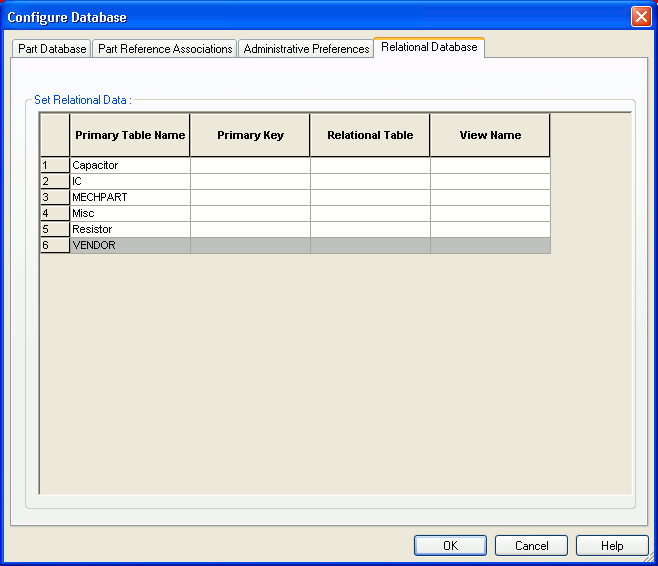 Configure Database
Part Database Part Reference Associations Administrative Preferences Relational Database
Set Relational Data :
Primary Table Name Primary Key Relational Table View Name
1 Capacitor
2 IC
3 MECHPART
4 Misc
5 Resistor
6 VENDOR
OK Cancel Help